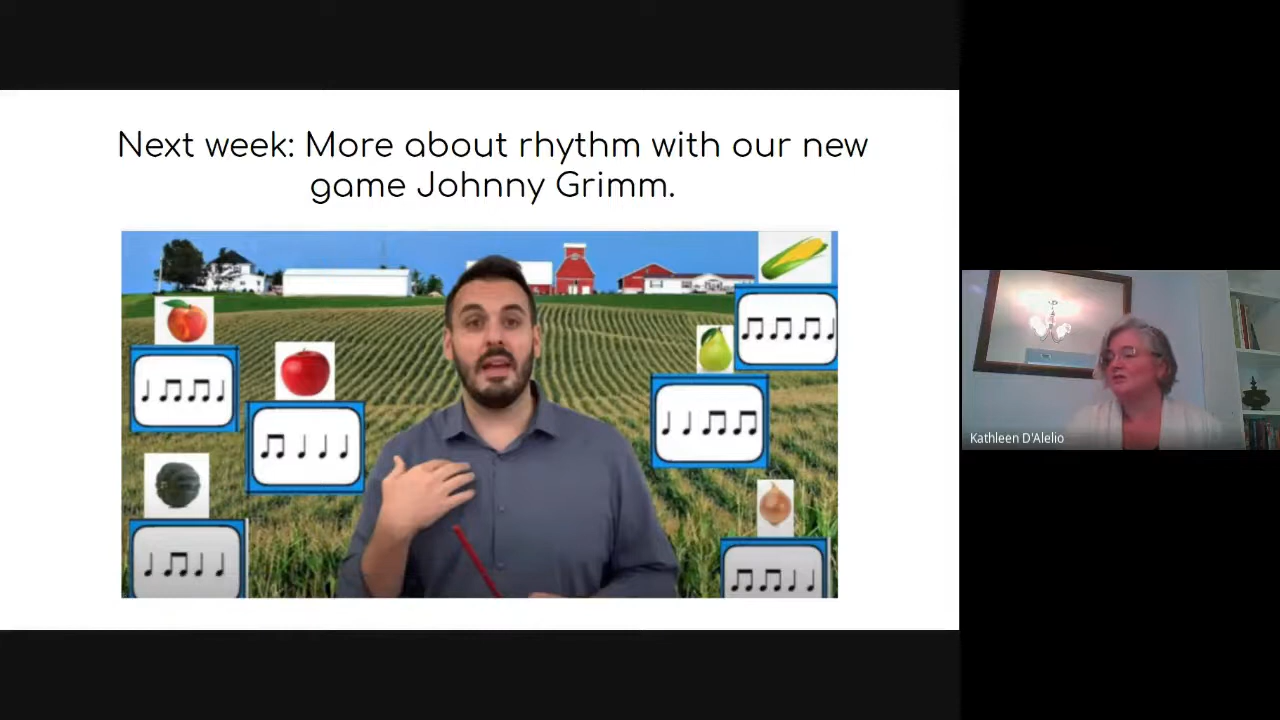 Next week: More about rhythm with our new
game Johnny Grimm.
Kathleen D'Alelio